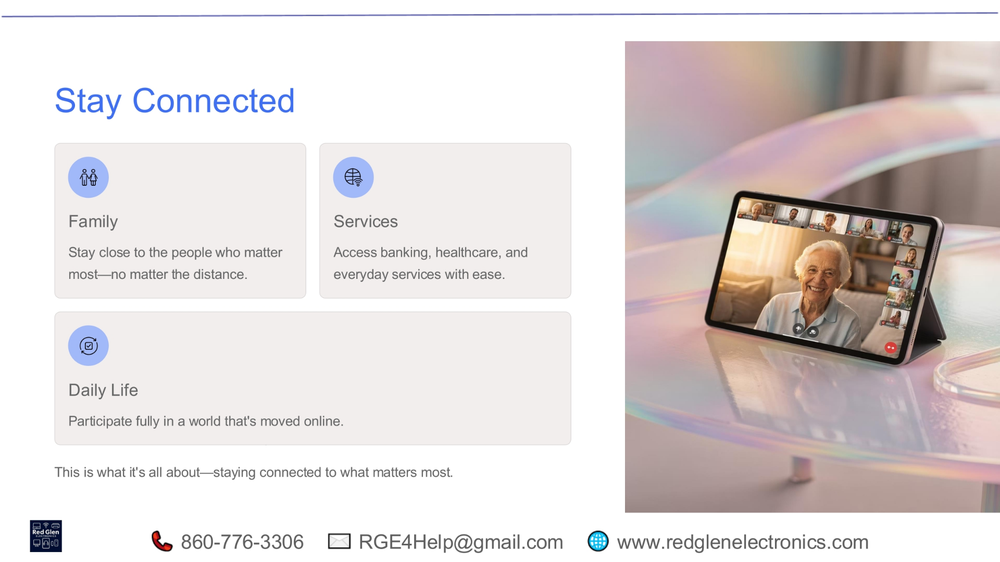 Stay Connected
Family
Stay close to the people who matter
most—no matter the distance.
Services
Access banking, healthcare, and
everyday services with ease.
Daily Life
Participate fully in a world that's moved online.
This is what it's all about—staying connected to what matters most.
Red Glen
ELECTRONICS
860-776-3306
RGE4Help@gmail.com
www.redglenelectronics.com